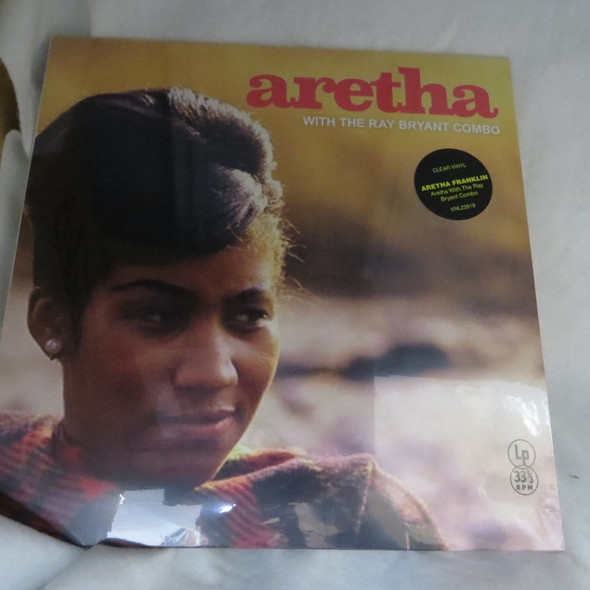 aretha
WITH THE RAY BRYANT COMBO
CLEAR VINYL
ARETHA FRANKLIN
Aretha With The Ray
Bryant Combo
VNL22819
Lp
33⅓
RPM